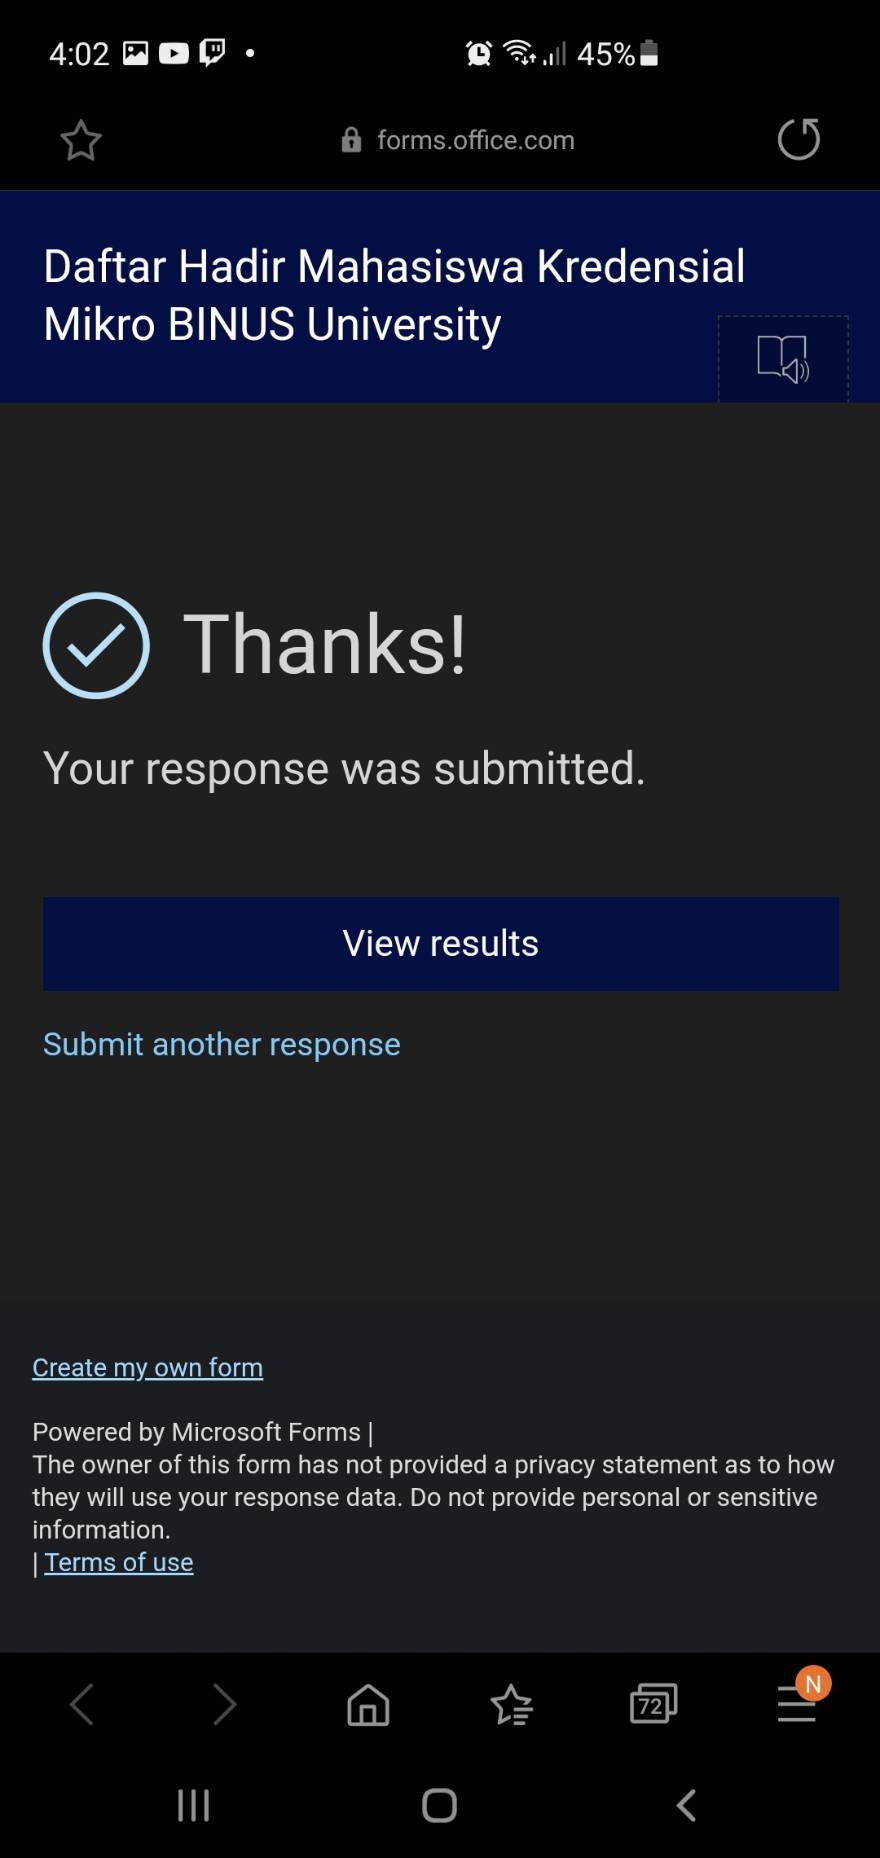 4:02
45%
forms.office.com
Daftar Hadir Mahasiswa Kredensial
Mikro BINUS University
Thanks!
Your response was submitted.
View results
Submit another response
Create my own form
Powered by Microsoft Forms |
The owner of this form has not provided a privacy statement as to how
they will use your response data. Do not provide personal or sensitive
information.
| Terms of use
72
N